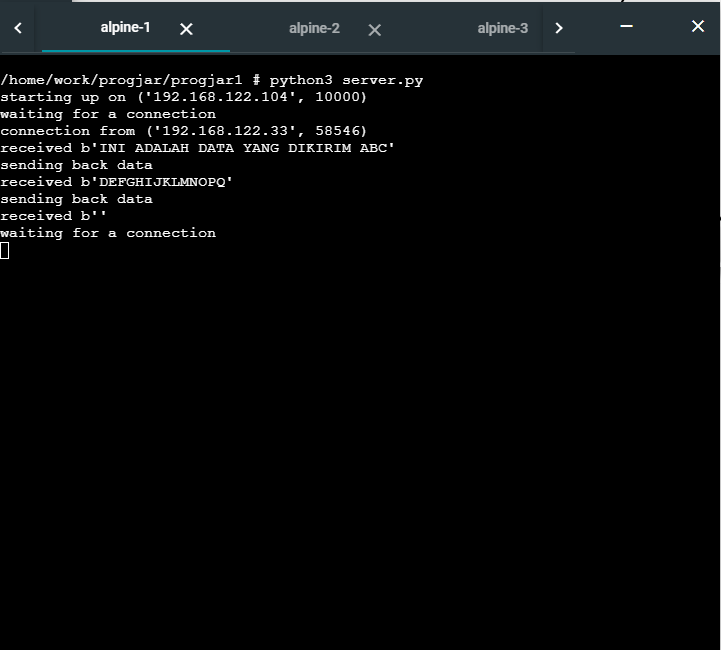 alpine-1 alpine-2 alpine-3
/home/work/progjar/progjar1 # python3 server.py
starting up on ('192.168.122.104', 10000)
waiting for a connection
connection from ('192.168.122.33', 58546)
received b'INI ADALAH DATA YANG DIKIRIM ABC'
sending back data
received b'DEFGHIJKLMNOPQ'
sending back data
received b''
waiting for a connection